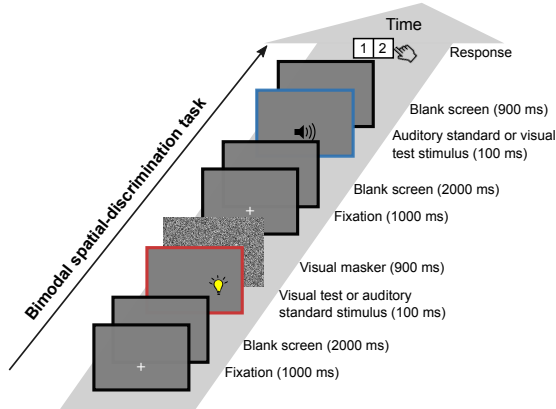 Time
1 2
Response
Blank screen (900 ms)
Auditory standard or visual
test stimulus (100 ms)
Blank screen (2000 ms)
Fixation (1000 ms)
Visual masker (900 ms)
Visual test or auditory
standard stimulus (100 ms)
Blank screen (2000 ms)
Fixation (1000 ms)
Bimodal spatial-discrimination task